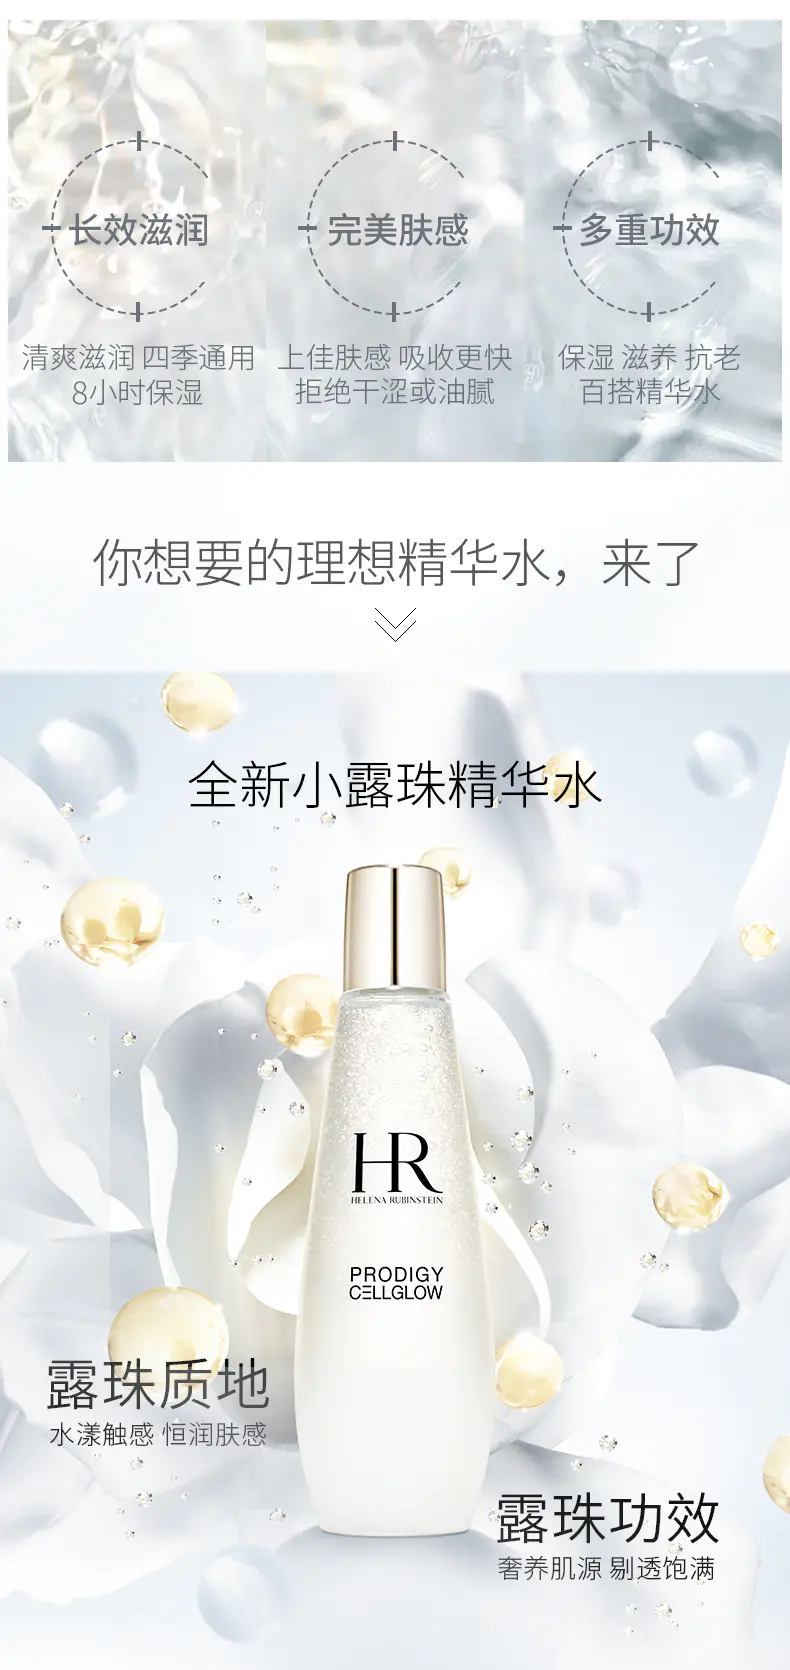 长效滋润
清爽滋润 四季通用
8小时保湿
完美肤感
上佳肤感 吸收更快
拒绝干涩或油腻
多重功效
保湿 滋养 抗老
百搭精华水
你想要的理想精华水，来了
全新小露珠精华水
HR
HELENA RUBINSTEIN
PRODIGY
CELLGLOW
露珠质地
水漾触感 恒润肤感
露珠功效
奢养肌源 剔透饱满